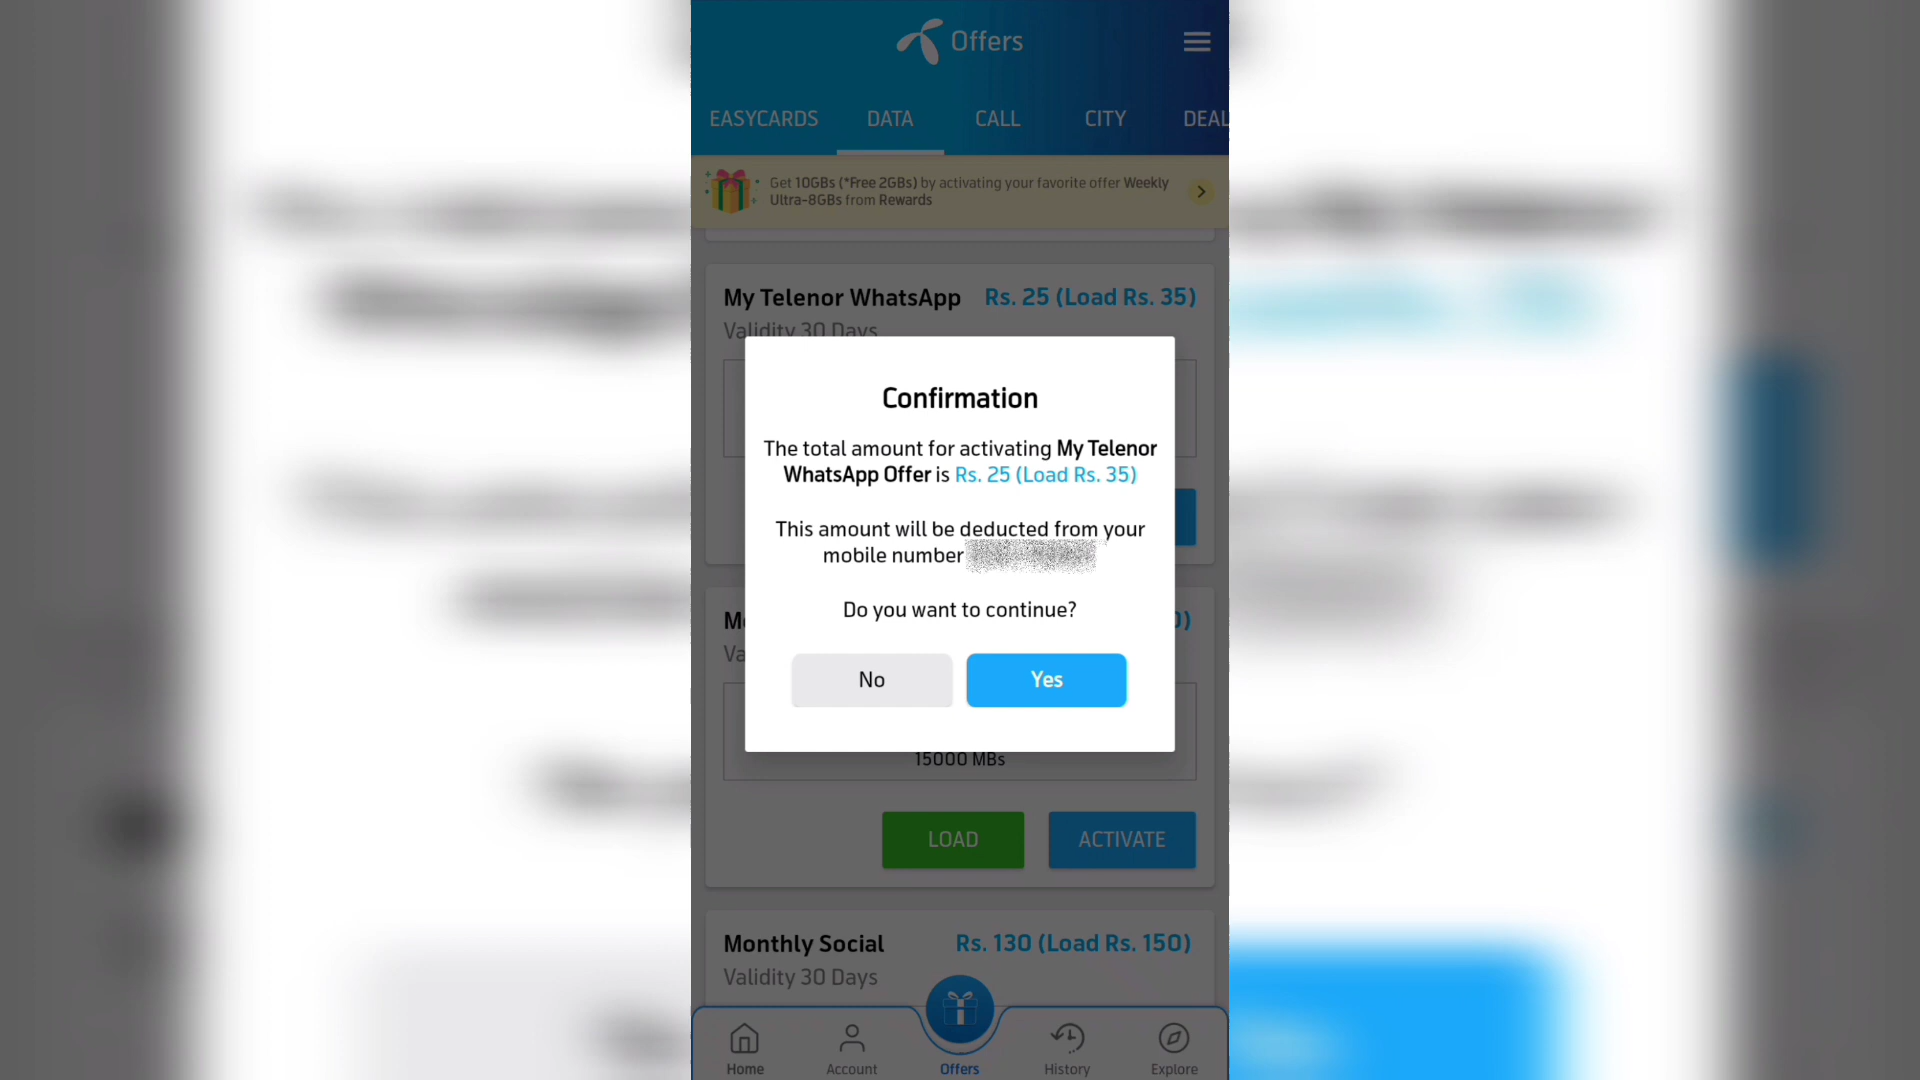 Offers
EASYCARDS DATA CALL CITY DEAL
Get 10GBs (*Free 2GBs) by activating your favorite offer Weekly
Ultra-8GBs from Rewards
My Telenor WhatsApp Rs. 25 (Load Rs. 35)
Validity 30 Days
Confirmation
The total amount for activating My Telenor
WhatsApp Offer is Rs. 25 (Load Rs. 35)
This amount will be deducted from your
mobile number
Do you want to continue?
No Yes
15000 MBs
LOAD ACTIVATE
Monthly Social Rs. 130 (Load Rs. 150)
Validity 30 Days
Home Account Offers History Explore